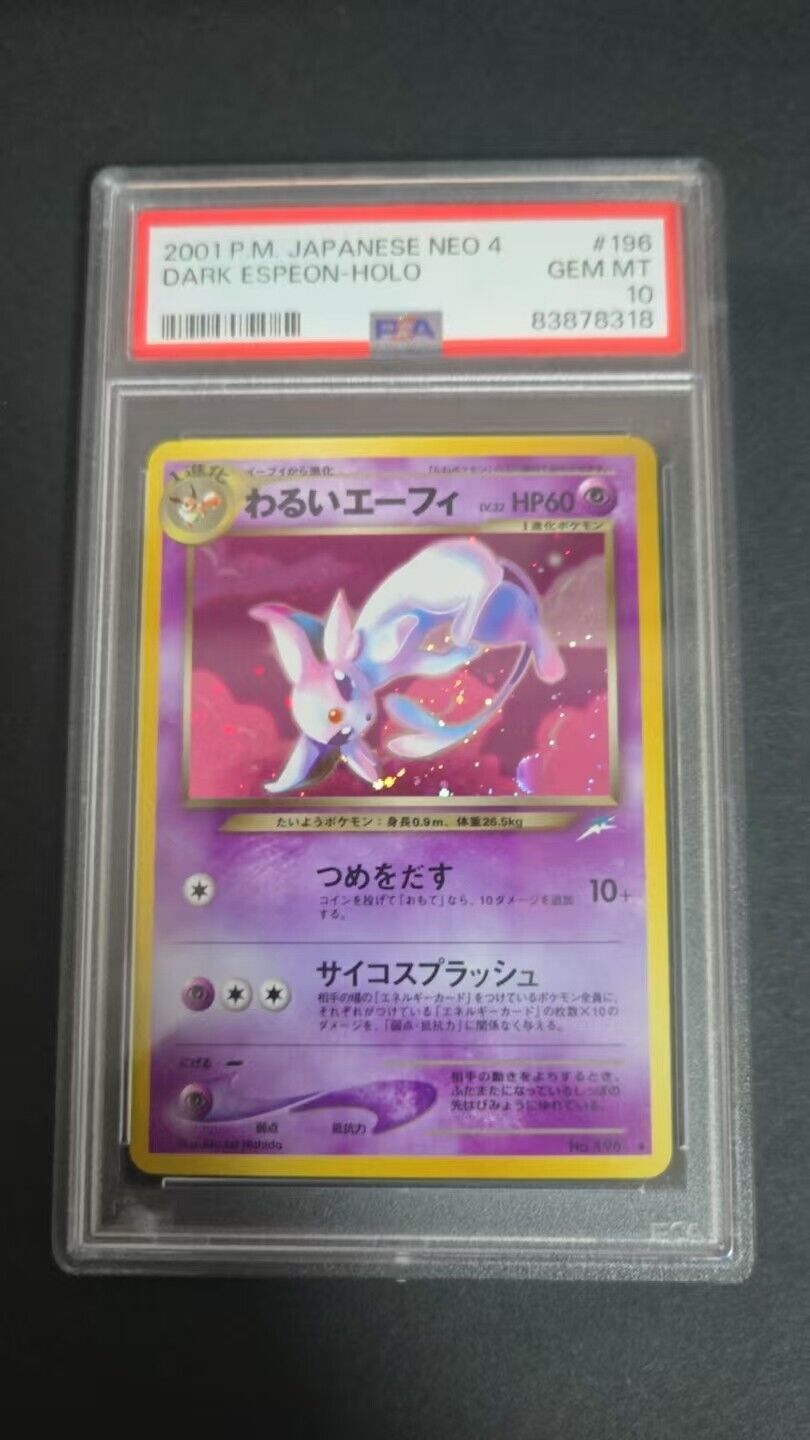 2001 P.M. JAPANESE NEO 4 #196
DARK ESPEON-HOLO GEM MT
10
PSA 83878318
1進化 イーブイから進化
わるいエーフィ LV.32 HP60
1進化ポケモン
たいようポケモン：身長0.9m、体重26.5kg
つめをだす 10+
コインを投げて「おもて」なら、10ダメージを追加
する。
サイコスプラッシュ
相手の場の「エネルギーカード」をつけているポケモン全員に、
それぞれがつけている「エネルギーカード」の枚数×10の
ダメージを、「弱点・抵抗力」に関係なく与える。
にげる
相手の動きをよちするとき、
ふたまたになっているしっぽの
先はびみょうにゆれている。
弱点 抵抗力
No.196